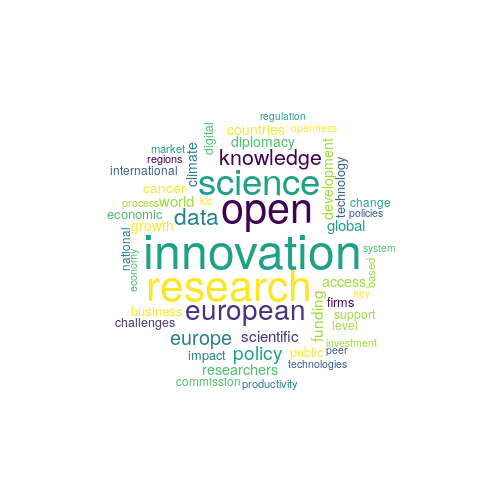 regulation
countries
openness
digital
diplomacy
market
climate
knowledge
regions
development
technology
international
science
cancer
change
process
world
kic
data
open
policies
economic
global
growth
national
innovation
system
economy
based
research
access
key
business
european
funding
firms
support
challenges
level
europe
scientific
investment
impact
policy
public
peer
researchers
technologies
commission
productivity